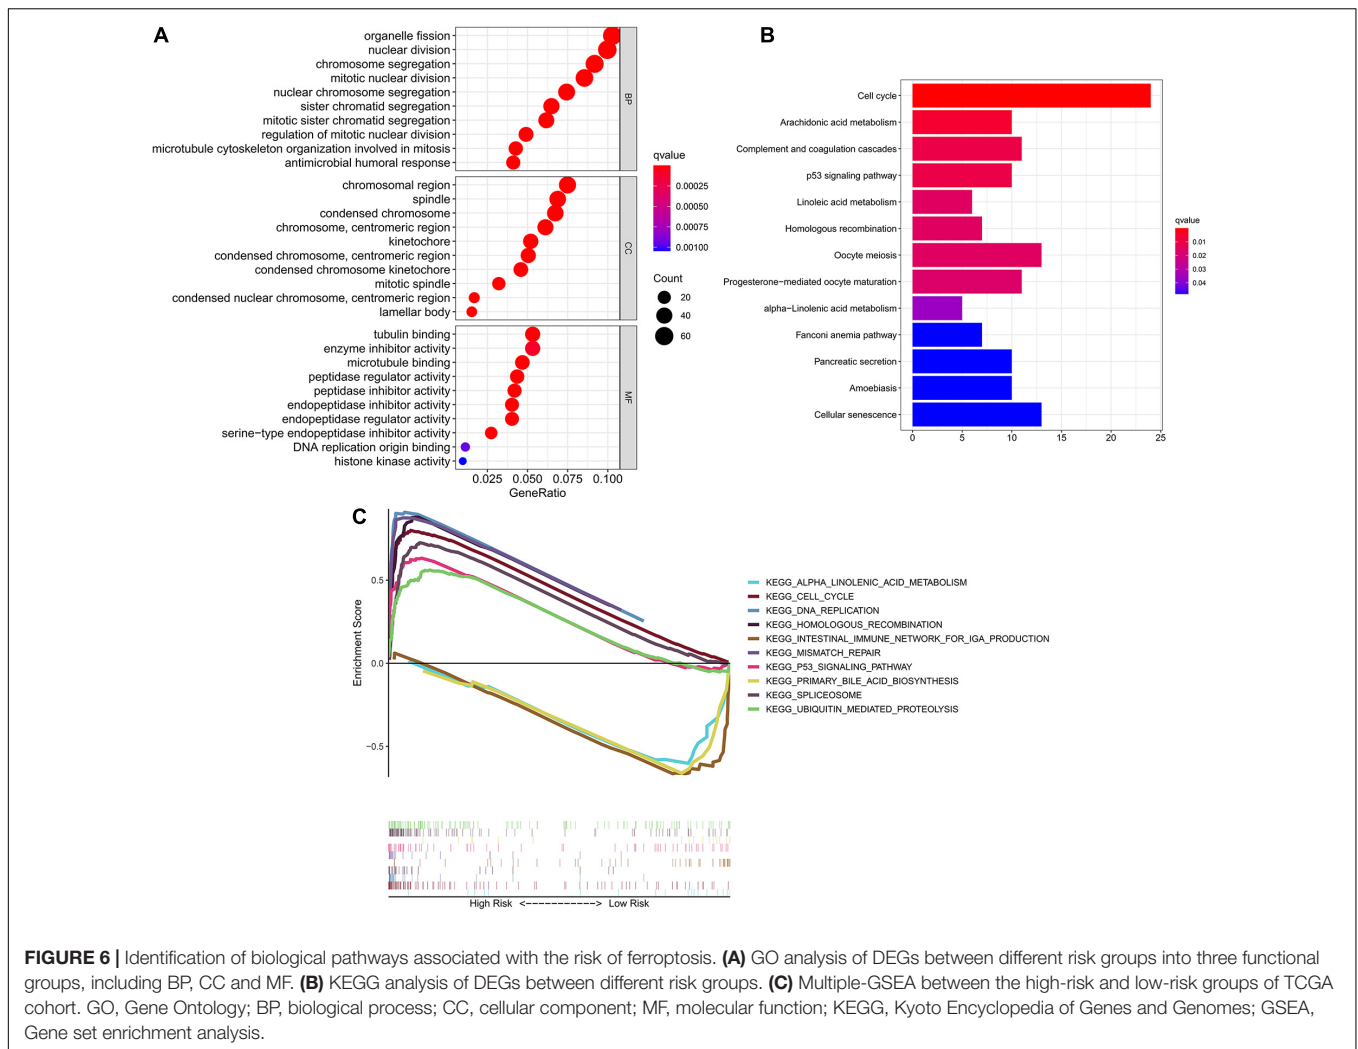 A
organelle fission
nuclear division
chromosome segregation
mitotic nuclear division
nuclear chromosome segregation
sister chromatid segregation
mitotic sister chromatid segregation
regulation of mitotic nuclear division
microtubule cytoskeleton organization involved in mitosis
antimicrobial humoral response
BP
chromosomal region
spindle
condensed chromosome
chromosome, centromeric region
kinetochore
condensed chromosome, centromeric region
condensed chromosome kinetochore
mitotic spindle
condensed nuclear chromosome, centromeric region
lamellar body
CC
tubulin binding
enzyme inhibitor activity
microtubule binding
peptidase regulator activity
peptidase inhibitor activity
endopeptidase inhibitor activity
endopeptidase regulator activity
serine-type endopeptidase inhibitor activity
DNA replication origin binding
histone kinase activity
MF
0.025 0.050 0.075 0.100
GeneRatio
qvalue
0.00025
0.00050
0.00075
0.00100
Count
20
40
60
B
Cell cycle
Arachidonic acid metabolism
Complement and coagulation cascades
p53 signaling pathway
Linoleic acid metabolism
Homologous recombination
Oocyte meiosis
Progesterone-mediated oocyte maturation
alpha-Linolenic acid metabolism
Fanconi anemia pathway
Pancreatic secretion
Amoebiasis
Cellular senescence
0 5 10 15 20 25
qvalue
0.01
0.02
0.03
0.04
C
Enrichment Score
0.5
0.0
−0.5
KEGG_ALPHA_LINOLENIC_ACID_METABOLISM
KEGG_CELL_CYCLE
KEGG_DNA_REPLICATION
KEGG_HOMOLOGOUS_RECOMBINATION
KEGG_INTESTINAL_IMMUNE_NETWORK_FOR_IGA_PRODUCTION
KEGG_MISMATCH_REPAIR
KEGG_P53_SIGNALING_PATHWAY
KEGG_PRIMARY_BILE_ACID_BIOSYNTHESIS
KEGG_SPLICEOSOME
KEGG_UBIQUITIN_MEDIATED_PROTEOLYSIS
High Risk <-----------> Low Risk
FIGURE 6 | Identification of biological pathways associated with the risk of ferroptosis. (A) GO analysis of DEGs between different risk groups into three functional
groups, including BP, CC and MF. (B) KEGG analysis of DEGs between different risk groups. (C) Multiple-GSEA between the high-risk and low-risk groups of TCGA
cohort. GO, Gene Ontology; BP, biological process; CC, cellular component; MF, molecular function; KEGG, Kyoto Encyclopedia of Genes and Genomes; GSEA,
Gene set enrichment analysis.